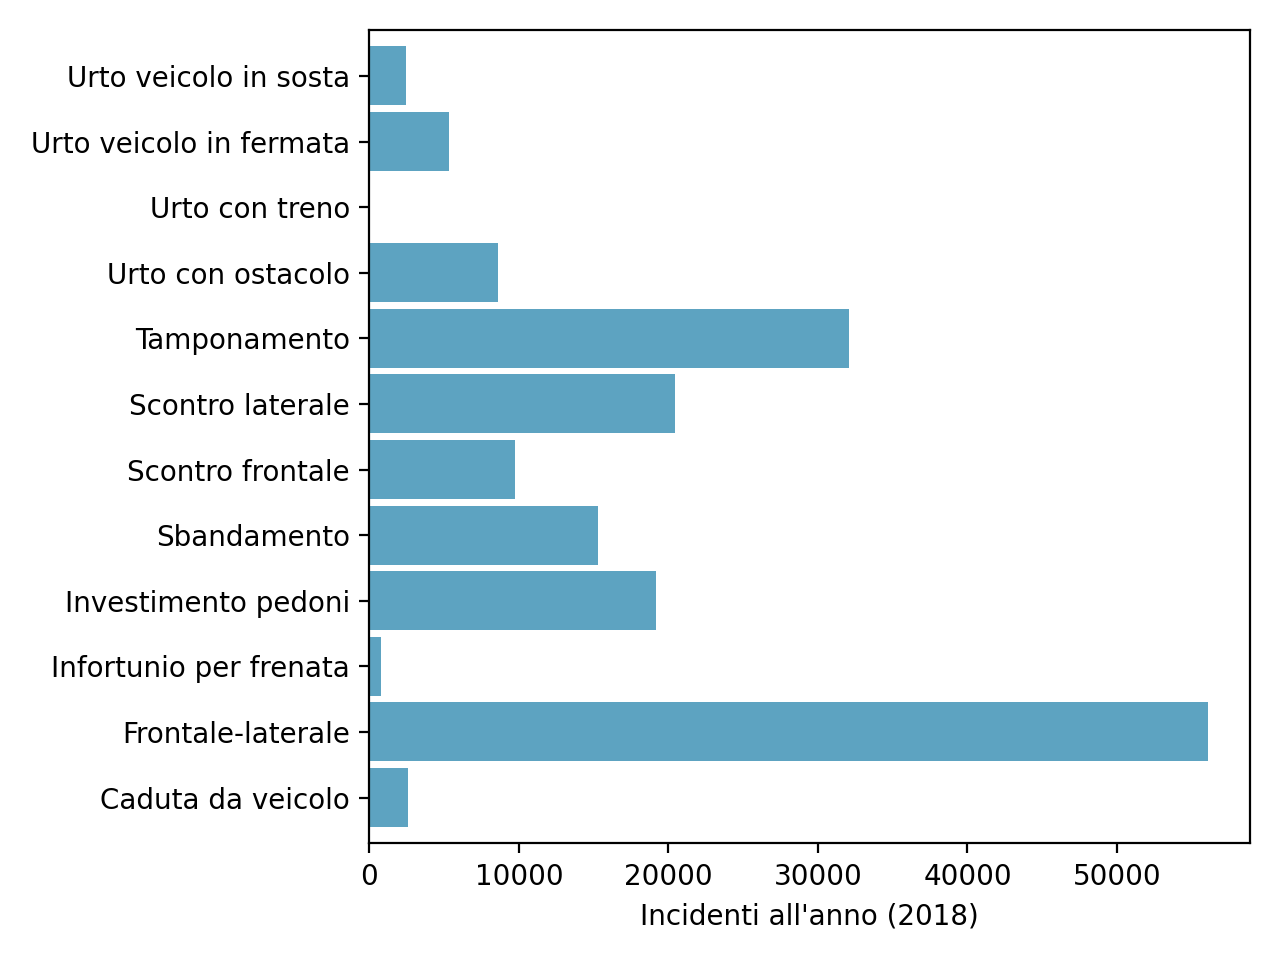 Urto veicolo in sosta
Urto veicolo in fermata
Urto con treno
Urto con ostacolo
Tamponamento
Scontro laterale
Scontro frontale
Sbandamento
Investimento pedoni
Infortunio per frenata
Frontale-laterale
Caduta da veicolo
0 10000 20000 30000 40000 50000
Incidenti all'anno (2018)